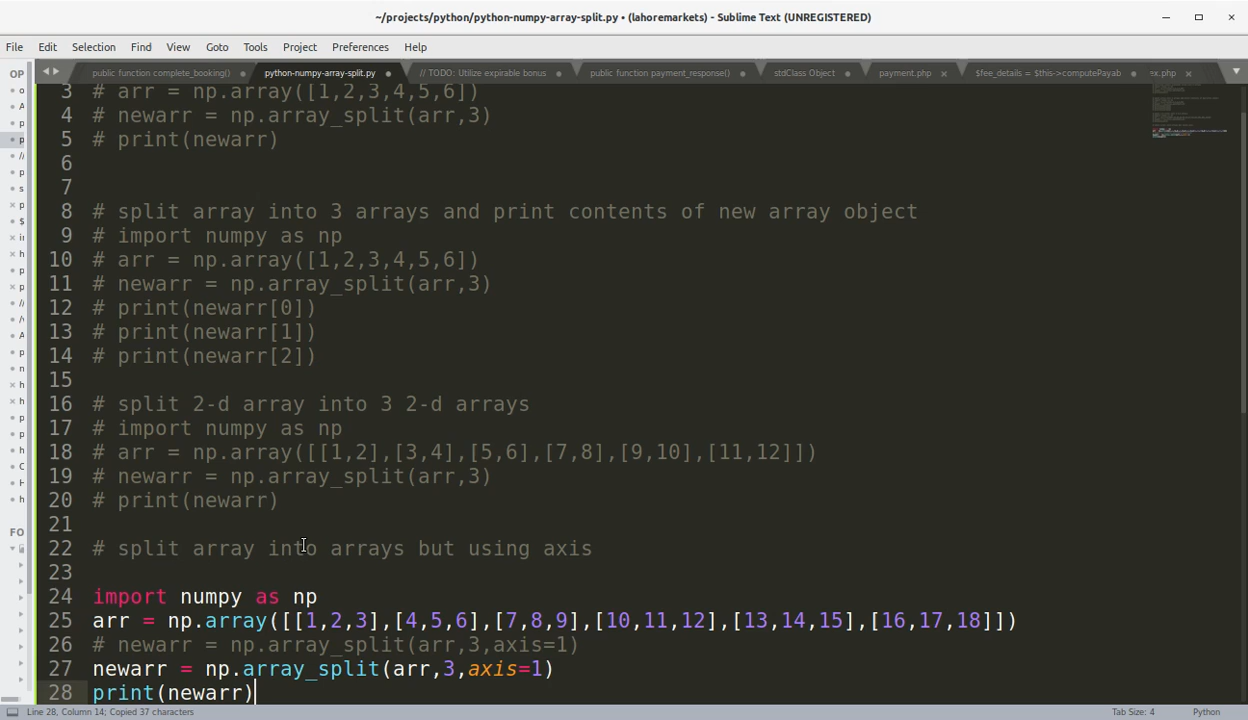 ~/projects/python/python-numpy-array-split.py • (lahoremarkets) - Sublime Text (UNREGISTERED)
File Edit Selection Find View Goto Tools Project Preferences Help
public function complete_booking() python-numpy-array-split.py // TODO: Utilize expirable bonus public function payment_response() stdClass Object payment.php $fee_details = $this->computePayab ex.php
OP
FO
3 # arr = np.array([1,2,3,4,5,6])
4 # newarr = np.array_split(arr,3)
5 # print(newarr)
6
7
8 # split array into 3 arrays and print contents of new array object
9 # import numpy as np
10 # arr = np.array([1,2,3,4,5,6])
11 # newarr = np.array_split(arr,3)
12 # print(newarr[0])
13 # print(newarr[1])
14 # print(newarr[2])
15
16 # split 2-d array into 3 2-d arrays
17 # import numpy as np
18 # arr = np.array([[1,2],[3,4],[5,6],[7,8],[9,10],[11,12]])
19 # newarr = np.array_split(arr,3)
20 # print(newarr)
21
22 # split array into arrays but using axis
23
24 import numpy as np
25 arr = np.array([[1,2,3],[4,5,6],[7,8,9],[10,11,12],[13,14,15],[16,17,18]])
26 # newarr = np.array_split(arr,3,axis=1)
27 newarr = np.array_split(arr,3,axis=1)
28 print(newarr)
Line 28, Column 14; Copied 37 characters Tab Size: 4 Python